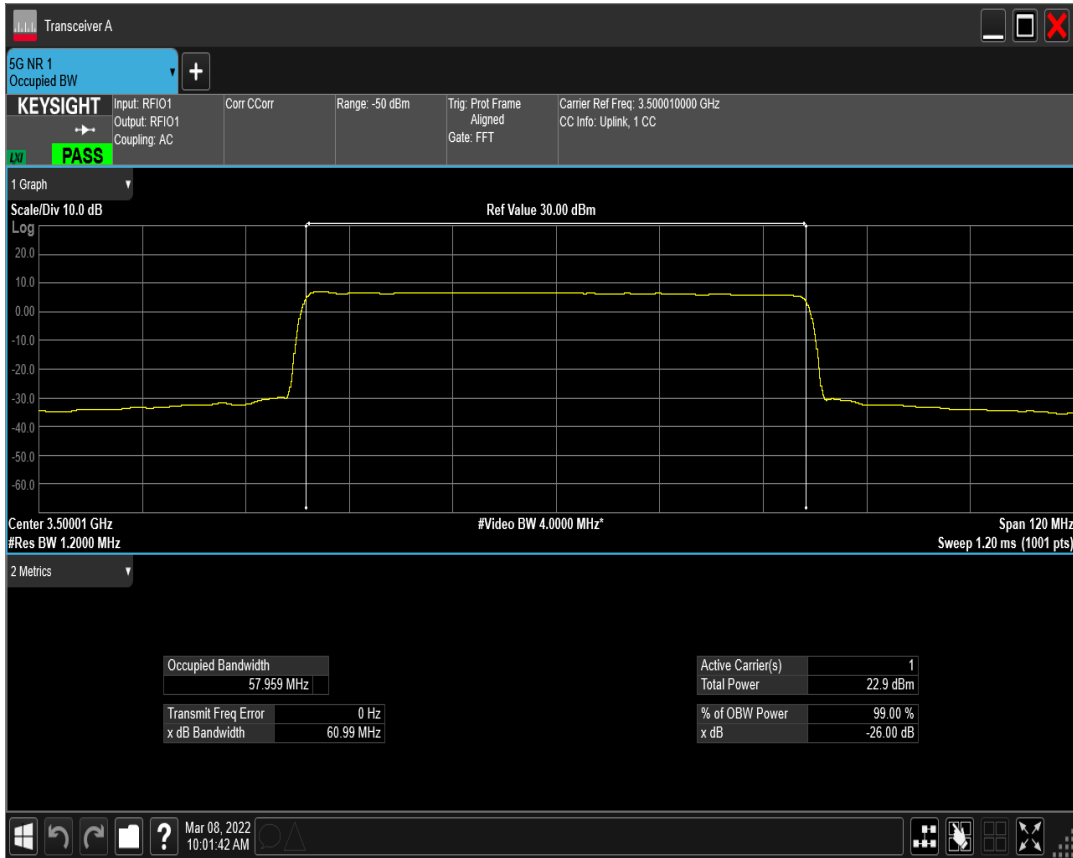 Transceiver A
5G NR 1
Occupied BW
KEYSIGHT
LXI
PASS
Input: RFIO1
Output: RFIO1
Coupling: AC
Corr CCorr
Range: -50 dBm
Trig: Prot Frame
Aligned
Gate: FFT
Carrier Ref Freq: 3.500010000 GHz
CC Info: Uplink, 1 CC
1 Graph
Scale/Div 10.0 dB
Ref Value 30.00 dBm
Log
20.0
10.0
0.00
-10.0
-20.0
-30.0
-40.0
-50.0
-60.0
Center 3.50001 GHz
#Video BW 4.0000 MHz*
Span 120 MHz
#Res BW 1.2000 MHz
Sweep 1.20 ms (1001 pts)
2 Metrics
Occupied Bandwidth
57.959 MHz
Transmit Freq Error 0 Hz
x dB Bandwidth 60.99 MHz
Active Carrier(s) 1
Total Power 22.9 dBm
% of OBW Power 99.00 %
x dB -26.00 dB
Mar 08, 2022
10:01:42 AM